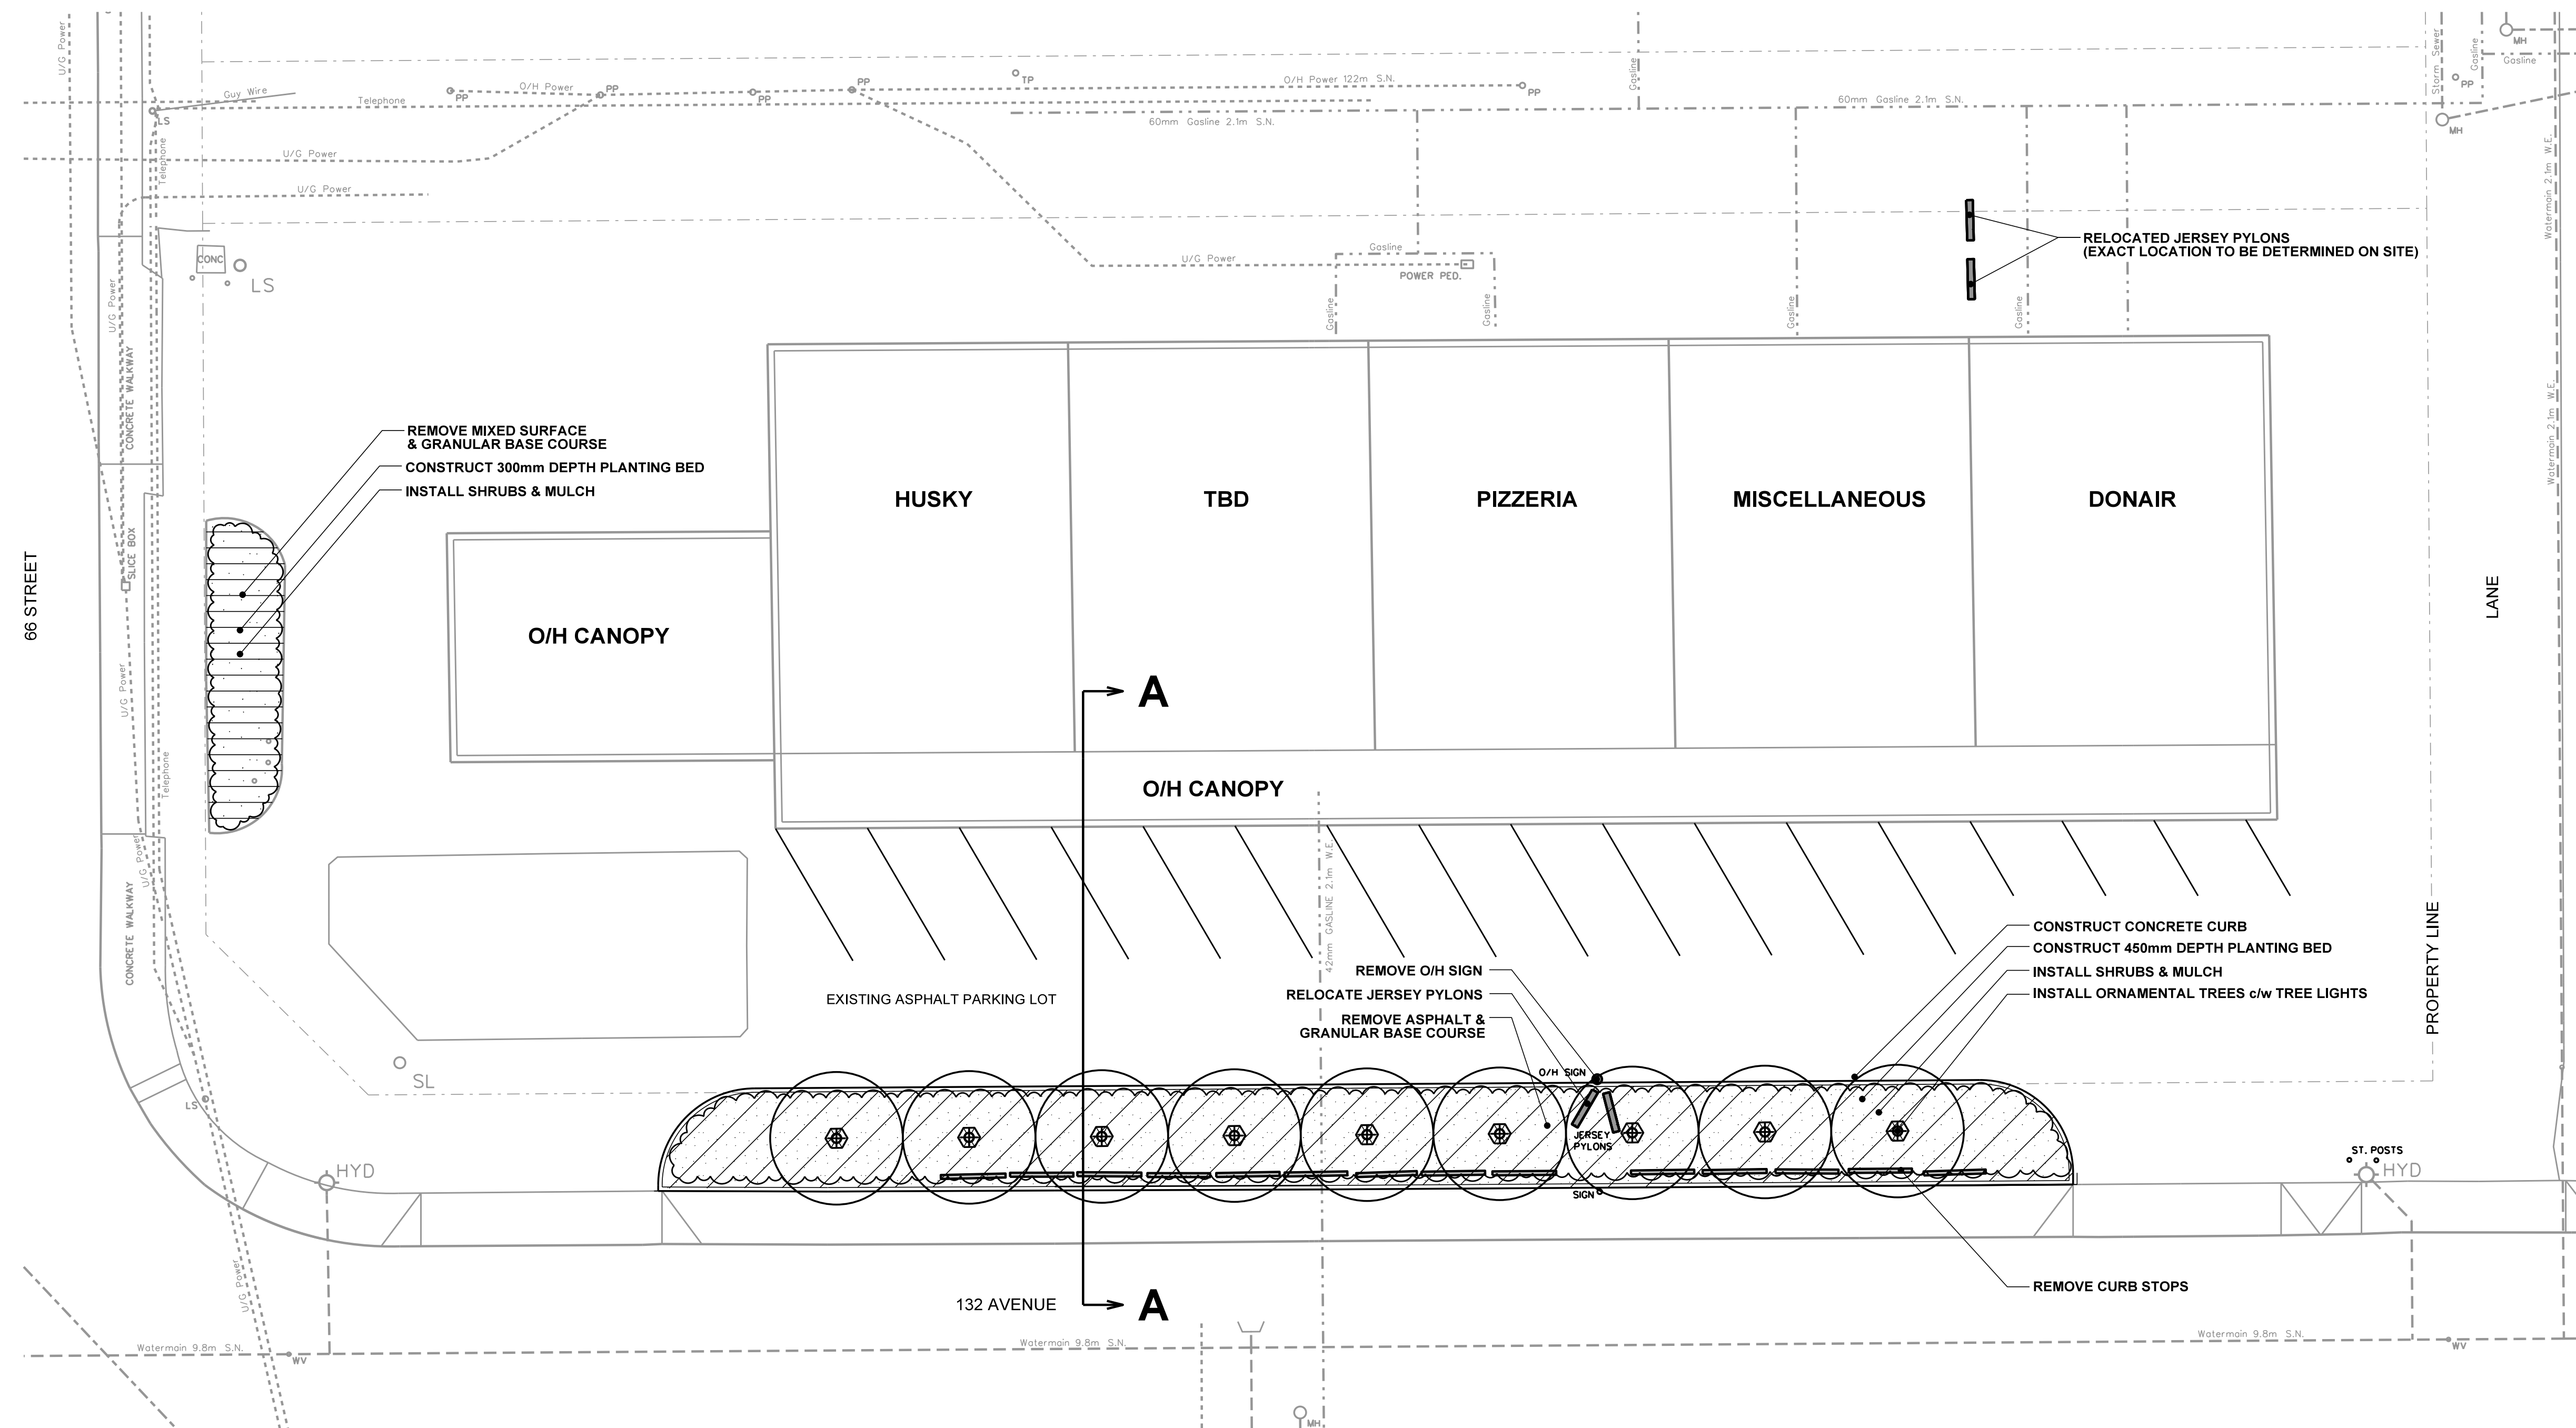 U/G Power
Guy Wire
Telephone
LS
PP
O/H Power
PP
PP
PP
TP
O/H Power 122m S.N.
PP
60mm Gasline 2.1m S.N.
Gasline
60mm Gasline 2.1m S.N.
Storm Sewer
Gasline
MH
Gasline
PP
MH
Telephone
U/G Power
U/G Power
Watermain 2.1m W.E.
CONC
LS
U/G Power
U/G Power
Gasline
POWER PED.
Gasline
Gasline
Gasline
Gasline
RELOCATED JERSEY PYLONS
(EXACT LOCATION TO BE DETERMINED ON SITE)
CONCRETE WALKWAY
REMOVE MIXED SURFACE
& GRANULAR BASE COURSE
CONSTRUCT 300mm DEPTH PLANTING BED
INSTALL SHRUBS & MULCH
Watermain 2.1m W.E.
HUSKY
TBD
PIZZERIA
MISCELLANEOUS
DONAIR
SLICE BOX
66 STREET
LANE
O/H CANOPY
U/G Power
A
Telephone
O/H CANOPY
U/G Power
CONCRETE WALKWAY
42mm GASLINE 2.1m W.E.
PROPERTY LINE
CONSTRUCT CONCRETE CURB
CONSTRUCT 450mm DEPTH PLANTING BED
INSTALL SHRUBS & MULCH
INSTALL ORNAMENTAL TREES c/w TREE LIGHTS
REMOVE O/H SIGN
RELOCATE JERSEY PYLONS
REMOVE ASPHALT &
GRANULAR BASE COURSE
EXISTING ASPHALT PARKING LOT
SL
LS
O/H SIGN
JERSEY
PYLONS
SIGN
HYD
ST. POSTS
HYD
REMOVE CURB STOPS
U/G Power
132 AVENUE
A
Watermain 9.8m S.N.
WV
Watermain 9.8m S.N.
Watermain 9.8m S.N.
WV
MH